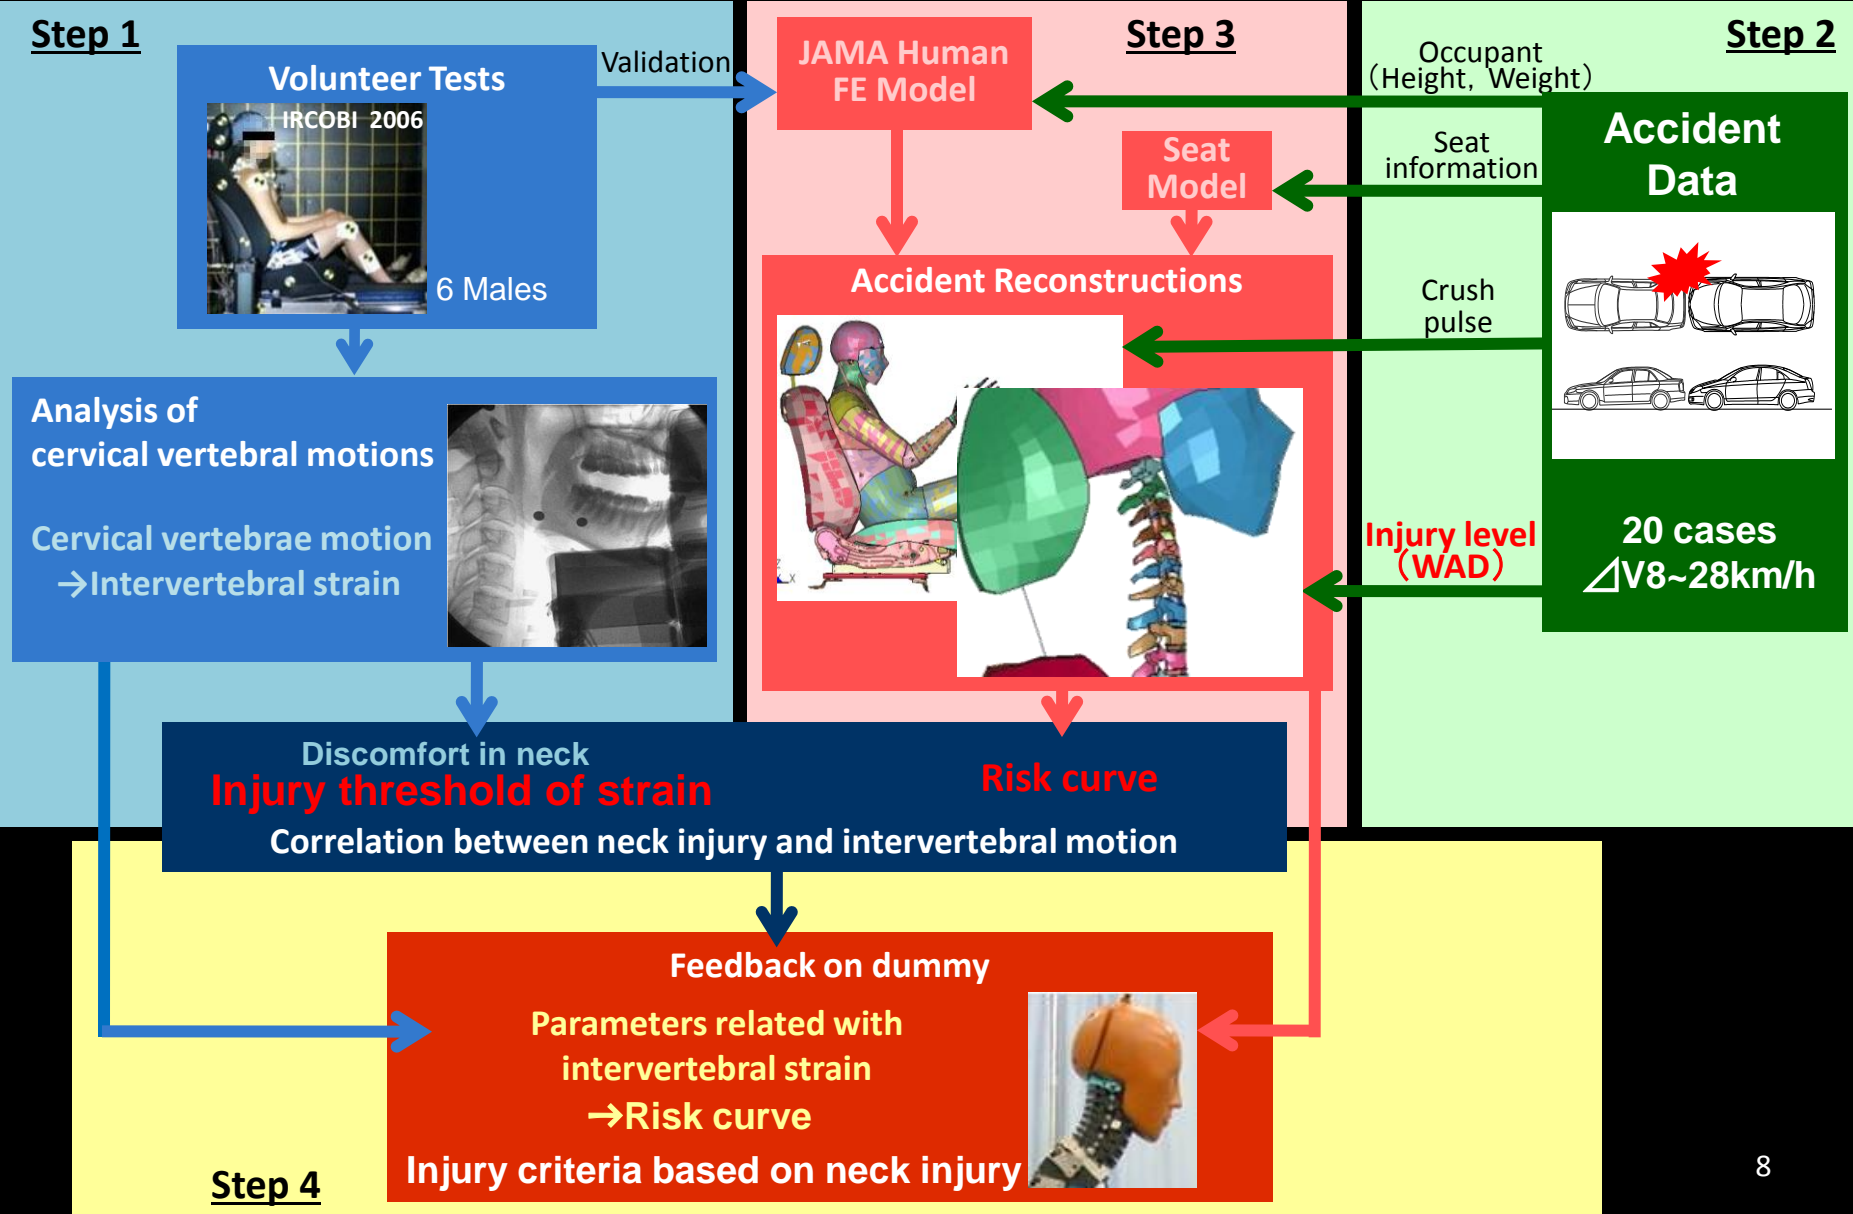 Step 1
Volunteer Tests
IRCOBI 2006
6 Males
Validation
Analysis of
cervical vertebral motions
Cervical vertebrae motion
→Intervertebral strain
Step 3
JAMA Human
FE Model
Seat
Model
Accident Reconstructions
Z
X
Step 2
Occupant
（Height, Weight）
Seat
information
Crush
pulse
Injury level
（WAD）
Accident
Data
20 cases
⊿V8~28km/h
Discomfort in neck
Injury threshold of strain
Risk curve
Correlation between neck injury and intervertebral motion
Feedback on dummy
Parameters related with
intervertebral strain
→Risk curve
Injury criteria based on neck injury
Step 4
8